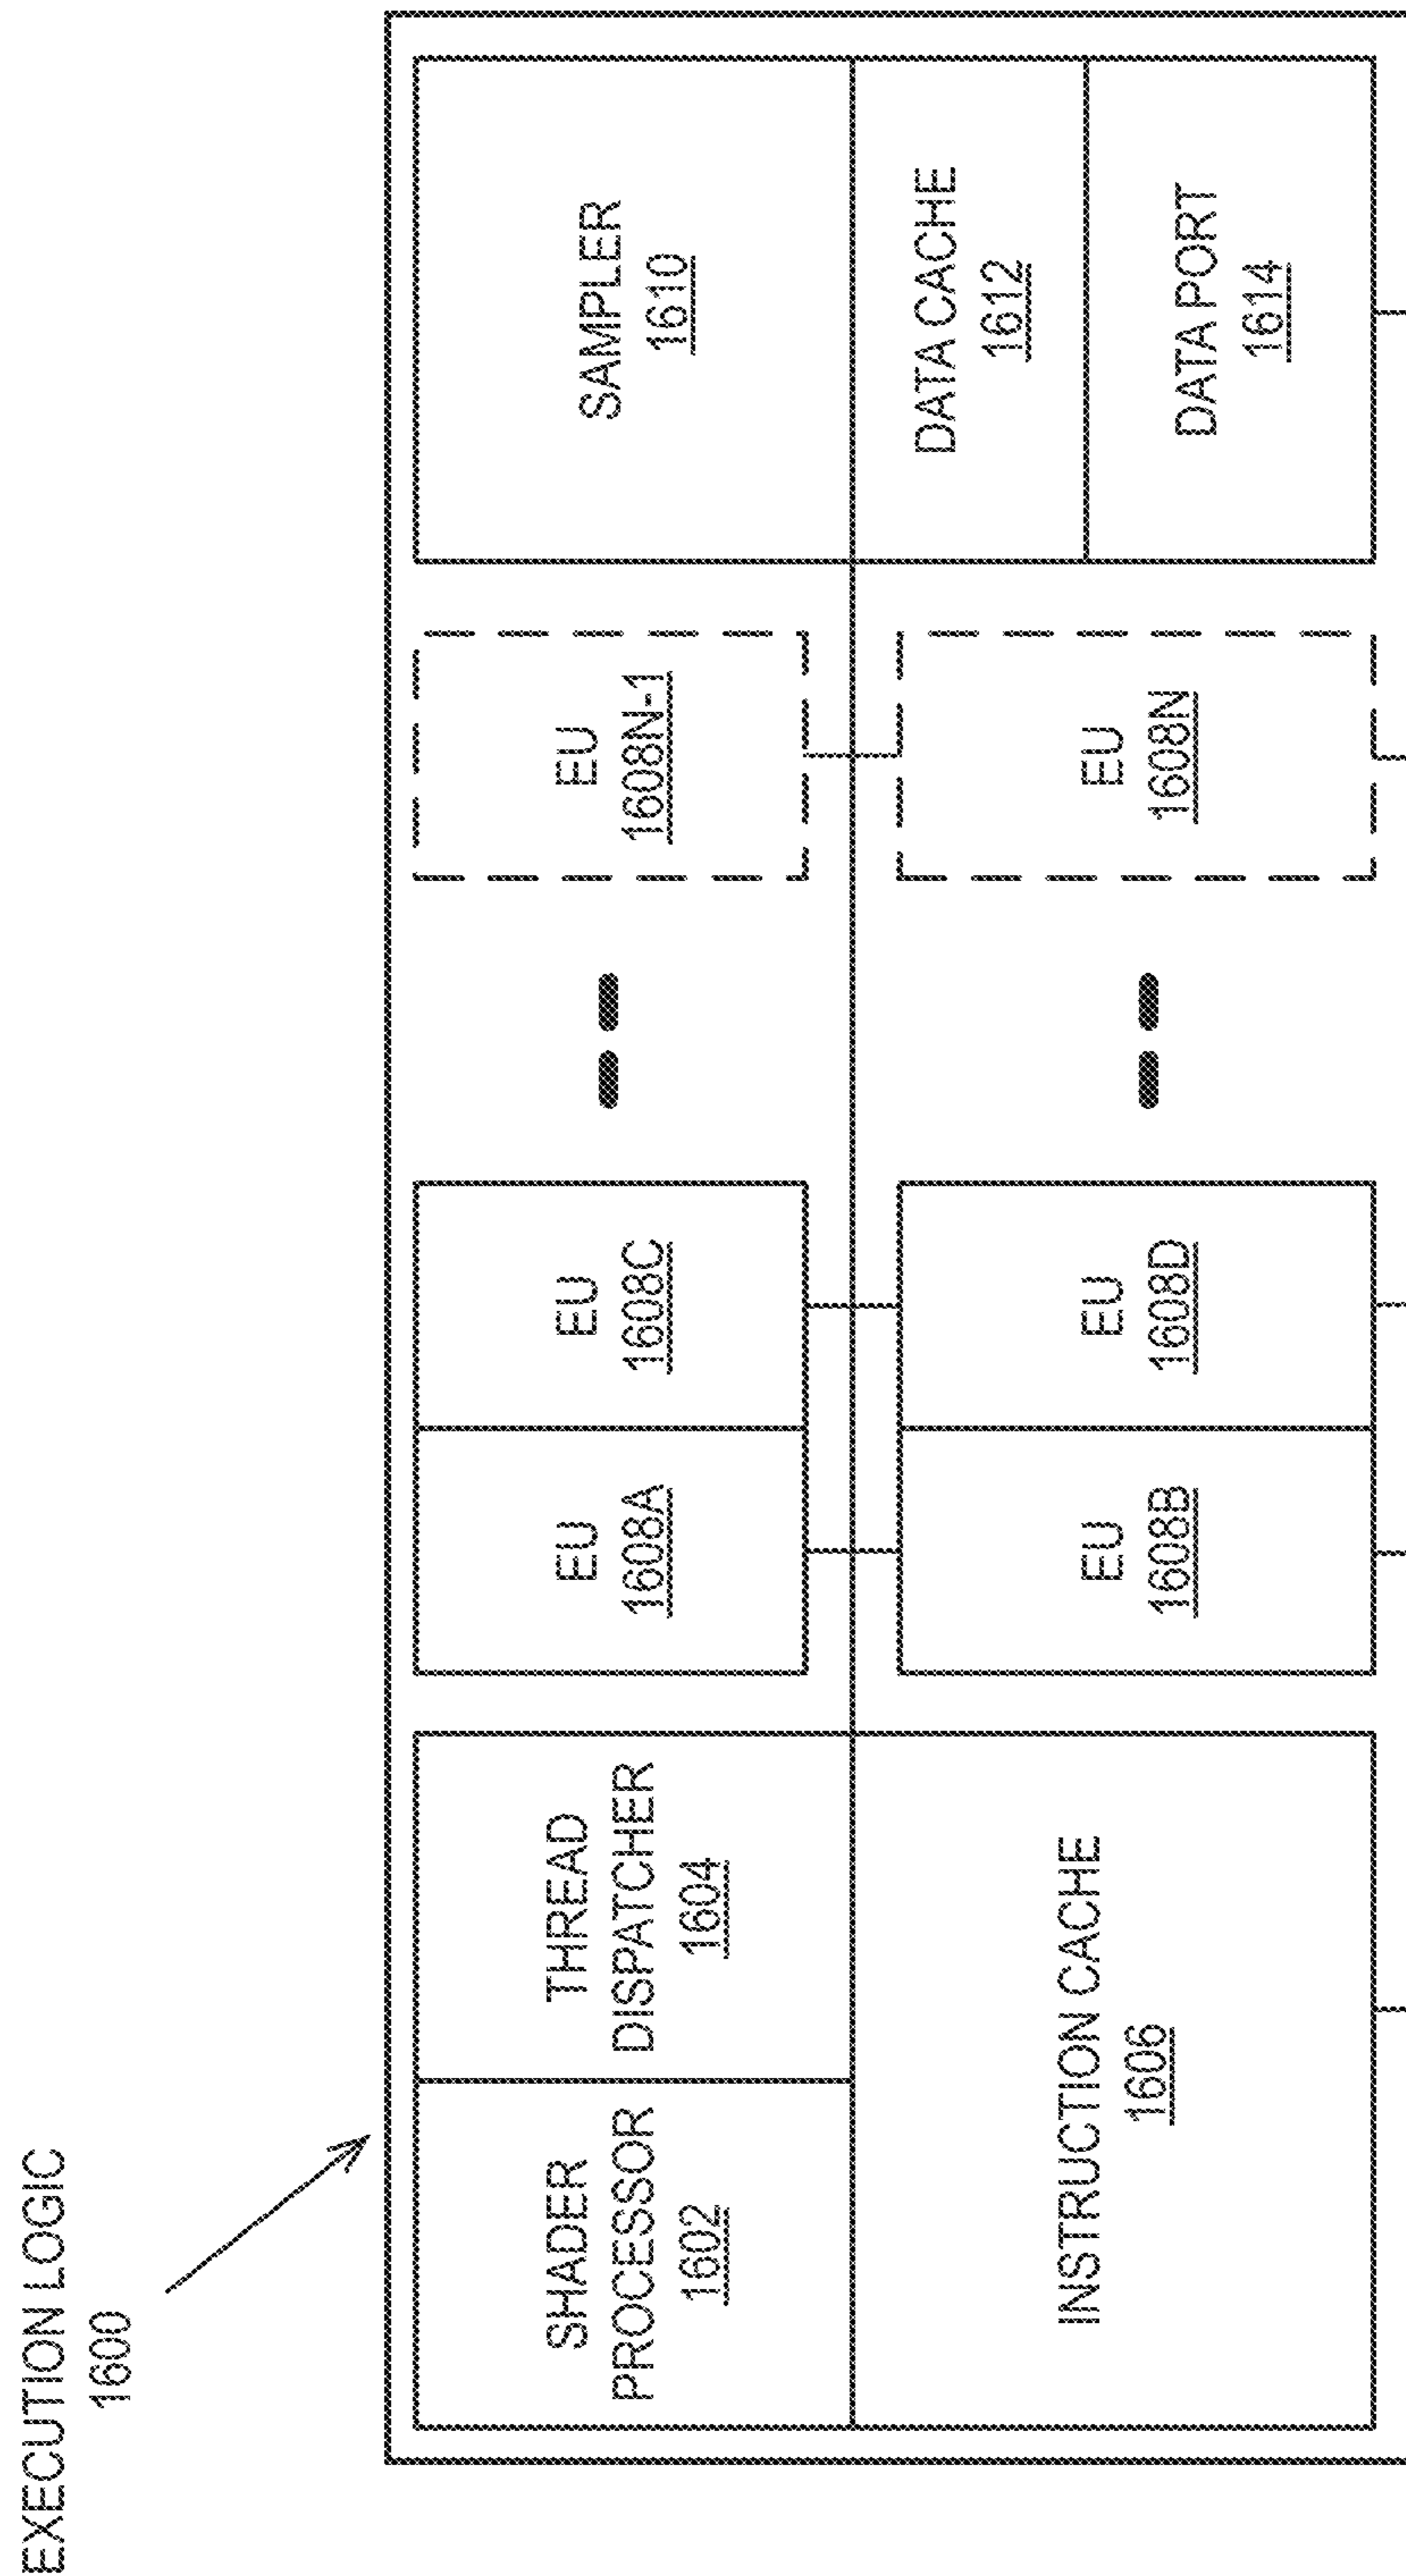 EXECUTION LOGIC
1600
SHADER
PROCESSOR
1602
THREAD
DISPATCHER
1604
EU
1608A
EU
1608C
EU
1608N-1
SAMPLER
1610
INSTRUCTION CACHE
1606
EU
1608B
EU
1608D
EU
1608N
DATA CACHE
1612
DATA PORT
1614